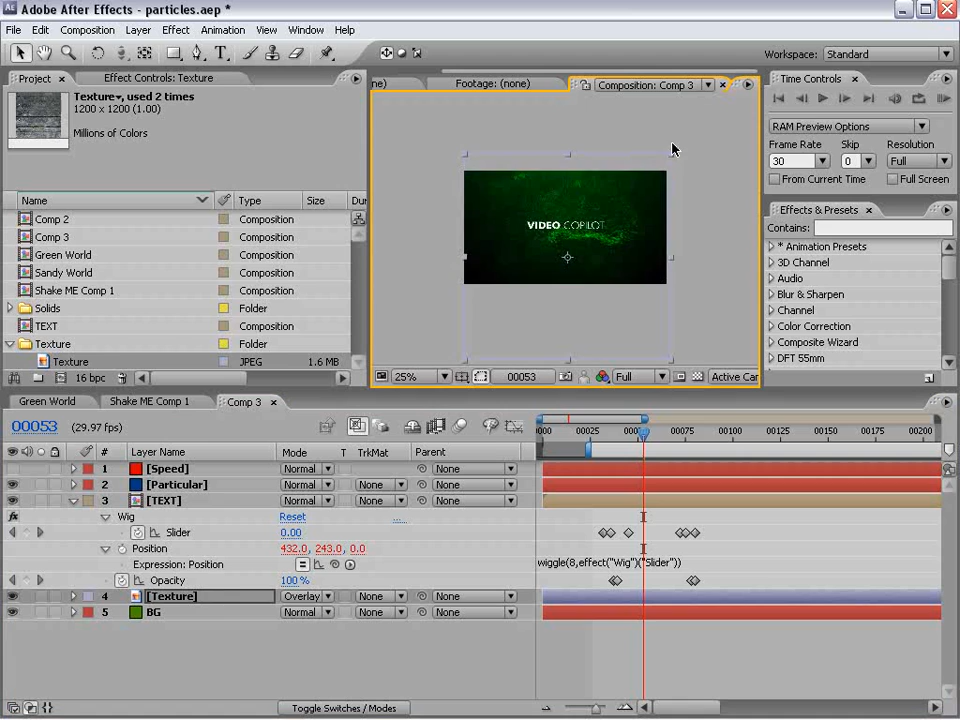 Adobe After Effects - particles.aep *
File Edit Composition Layer Effect Animation View Window Help
Workspace: Standard
Project Effect Controls: Texture
Footage: (none) Composition: Comp 3
Time Controls
Texture, used 2 times
1200 x 1200 (1.00)
Millions of Colors
RAM Preview Options
Frame Rate Skip Resolution
30 0 Full
From Current Time Full Screen
Name Type Size Dur
Comp 2 Composition
Comp 3 Composition
Green World Composition
Sandy World Composition
Shake ME Comp 1 Composition
Solids Folder
TEXT Composition
Texture Folder
Texture JPEG 1.6 MB
16 bpc
VIDEO COPILOT
25% 00053 Full Active Car
Effects & Presets
Contains:
* Animation Presets
3D Channel
Audio
Blur & Sharpen
Channel
Color Correction
Composite Wizard
DFT 55mm
Green World Shake ME Comp 1 Comp 3
00053 (29.97 fps)
0000 00025 00075 00100 00125 00150 00175 00200
# Layer Name Mode T TrkMat Parent
1 [Speed] Normal None
2 [Particular] Normal None None
3 [TEXT] Normal None None
Wig Reset ...
Slider 0.00
Position 432.0, 243.0, 0.0
Expression: Position wiggle(8,effect("Wig")("Slider"))
Opacity 100 %
4 [Texture] Overlay None None
5 BG Normal None None
Toggle Switches / Modes